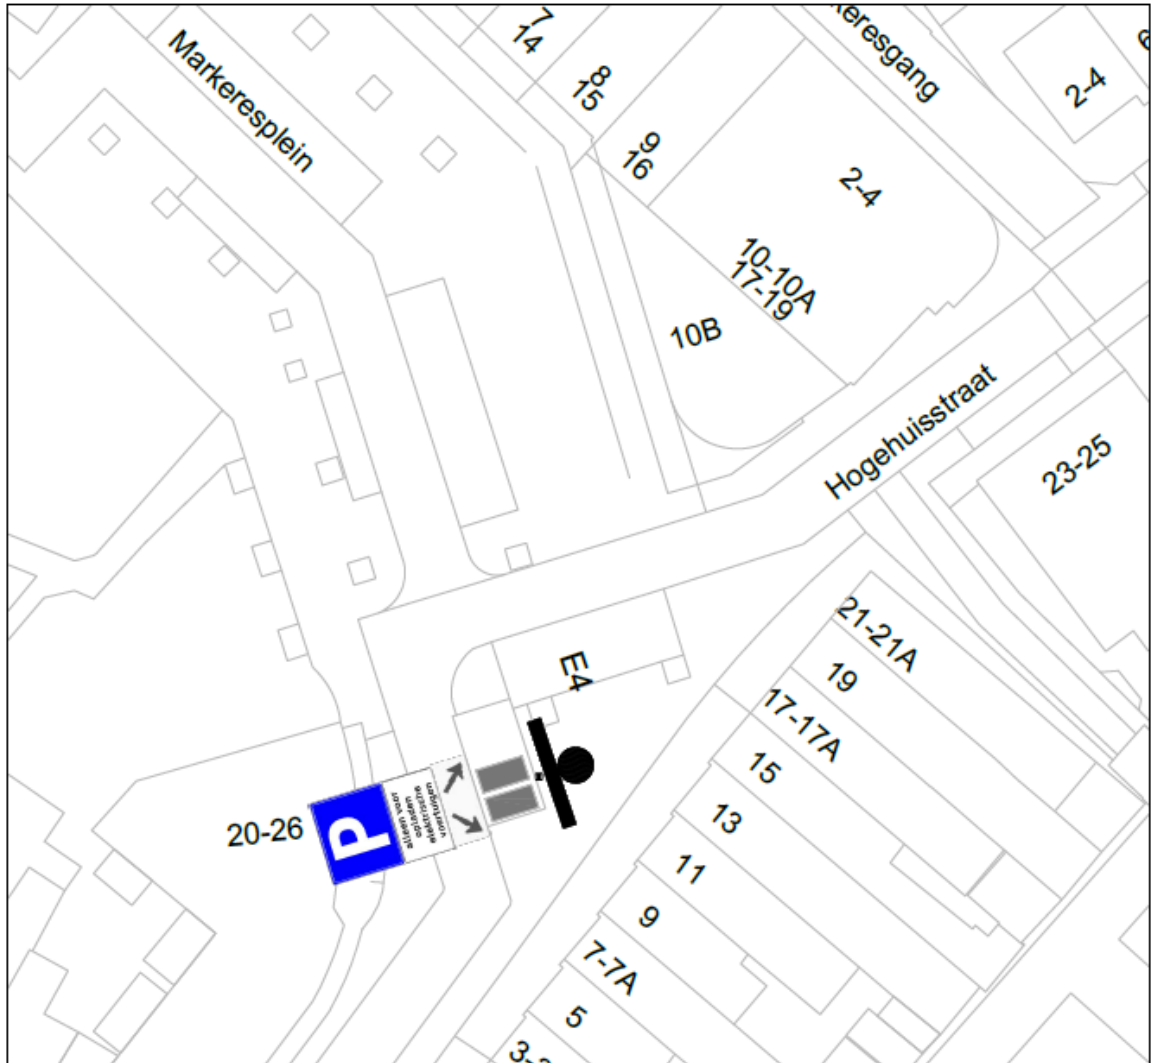 7
14
8
15
9
16
eresgang
2-4
6
Markeresplein
2-4
10-10A
17-19
10B
Hogehuisstraat
23-25
E4
21-21A
19
17-17A
15
13
11
9
7-7A
5
20-26
P
alleen voor
opladen
elektrische
voertuigen